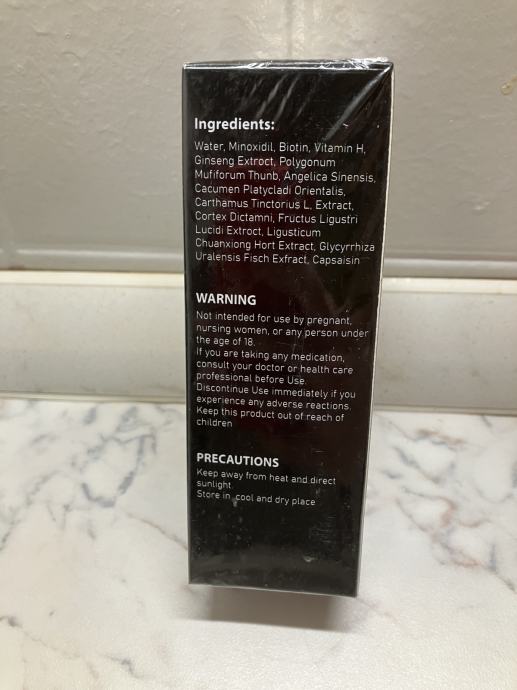 Ingredients:
Water, Minoxidil, Biotin, Vitamin H,
Ginseng Extroct, Polygonum
Mufiforum Thunb, Angelica Sinensis,
Cacumen Platycladi Orientalis,
Carthamus Tinctorius L, Extract,
Cortex Dictamni, Fructus Ligustri
Lucidi Extroct, Ligusticum
Chuanxiong Hort Extract, Glycyrrhiza
Uralensis Fisch Exfract, Capsaisin
WARNING
Not intended for use by pregnant,
nursing women, or any person under
the age of 18.
If you are taking any medication,
consult your doctor or health care
professional before Use.
Discontinue Use immediately if you
experience any adverse reactions.
Keep this product out of reach of
children
PRECAUTIONS
Keep away from heat and direct
sunlight.
Store in cool and dry place